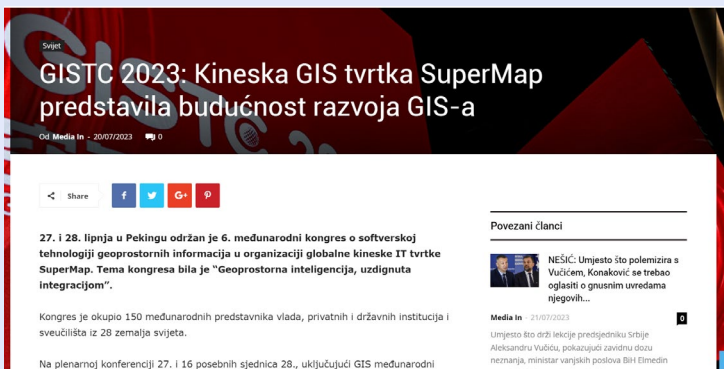 Svijet
GISTC 2023: Kineska GIS tvrtka SuperMap
predstavila budućnost razvoja GIS-a
Od Media In - 20/07/2023 0
Share
27. i 28. lipnja u Pekingu održan je 6. međunarodni kongres o softverskoj
tehnologiji geoprostornih informacija u organizaciji globalne kineske IT tvrtke
SuperMap. Tema kongresa bila je "Geoprostorna inteligencija, uzdignuta
integracijom”.
Kongres je okupio 150 međunarodnih predstavnika vlada, privatnih i državnih institucija i
sveučilišta iz 28 zemalja svijeta.
Na plenarnoj konferenciji 27. i 16 posebnih sjednica 28., uključujući GIS međunarodni
Povezani članci
NEŠIĆ: Umjesto što polemizira s
Vučićem, Konaković se trebao
oglasiti o gnusnim uvredama
njegovih...
Media In - 21/07/2023 0
Umjesto što drži lekcije predsjedniku Srbije
Aleksandru Vučiću, pokazujući zavidnu dozu
neznanja, ministar vanjskih poslova BiH Elmedin